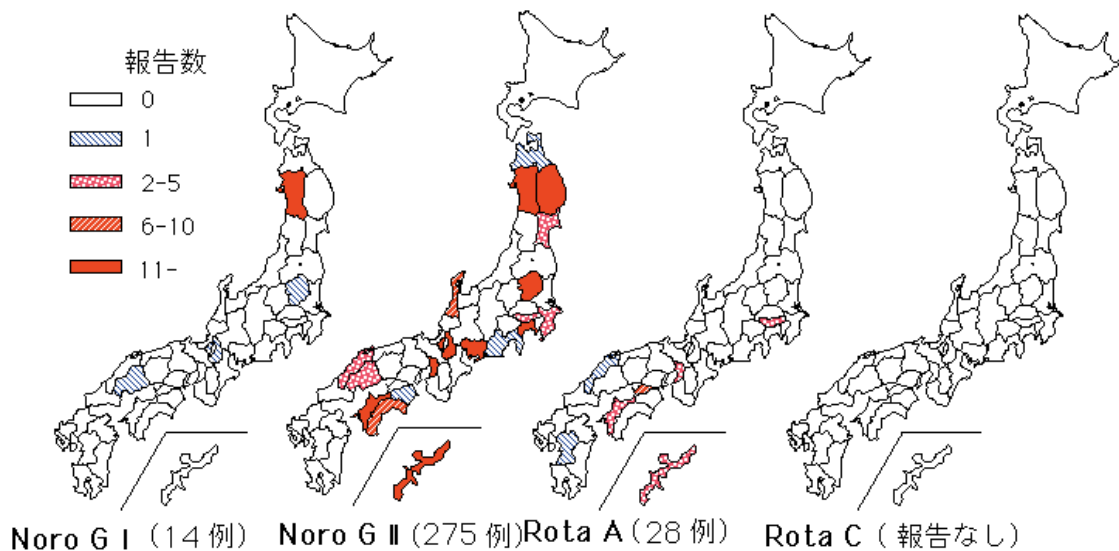 報告数
0
1
2-5
6-10
11-
Noro G Ⅰ (14 例)
Noro G Ⅱ (275 例)
Rota A (28 例)
Rota C ( 報告なし)